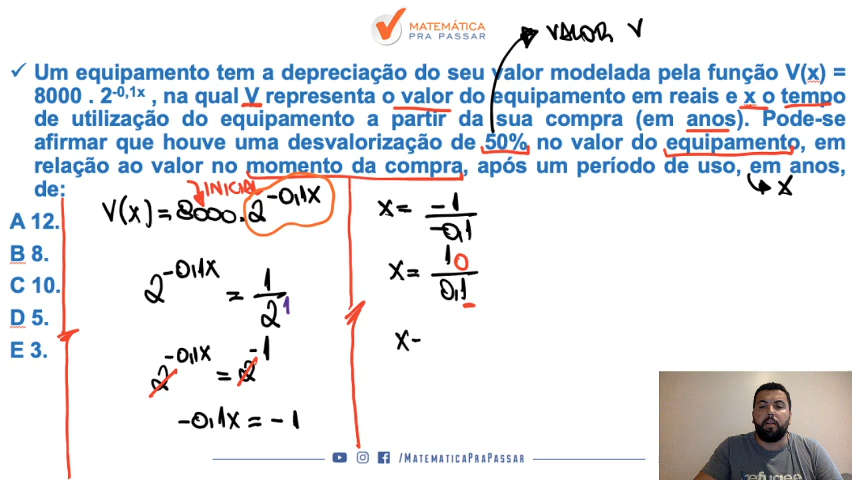 MATEMÁTICA
PRA PASSAR
VALOR V
✓ Um equipamento tem a depreciação do seu valor modelada pela função V(x) =
8000 . 2^-0,1x , na qual V representa o valor do equipamento em reais e x o tempo
de utilização do equipamento a partir da sua compra (em anos). Pode-se
afirmar que houve uma desvalorização de 50% no valor do equipamento, em
relação ao valor no momento da compra, após um período de uso, em anos,
de:
x
INICIAL
V(x) = 8000 . 2^-0,1x
A 12.
B 8.
C 10.
D 5.
E 3.
2^-0,1x = 1/2^1
2^-0,1x = 2^-1
-0,1x = -1
x = -1/-0,1
x = 10/0,1
x-
/MATEMATICAPRAPASSAR